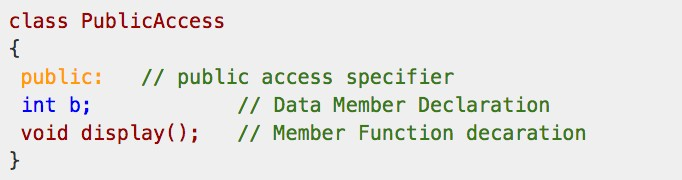 class PublicAccess
{
public:   // public access specifier
int b;            // Data Member Declaration
void display();   // Member Function decaration
}